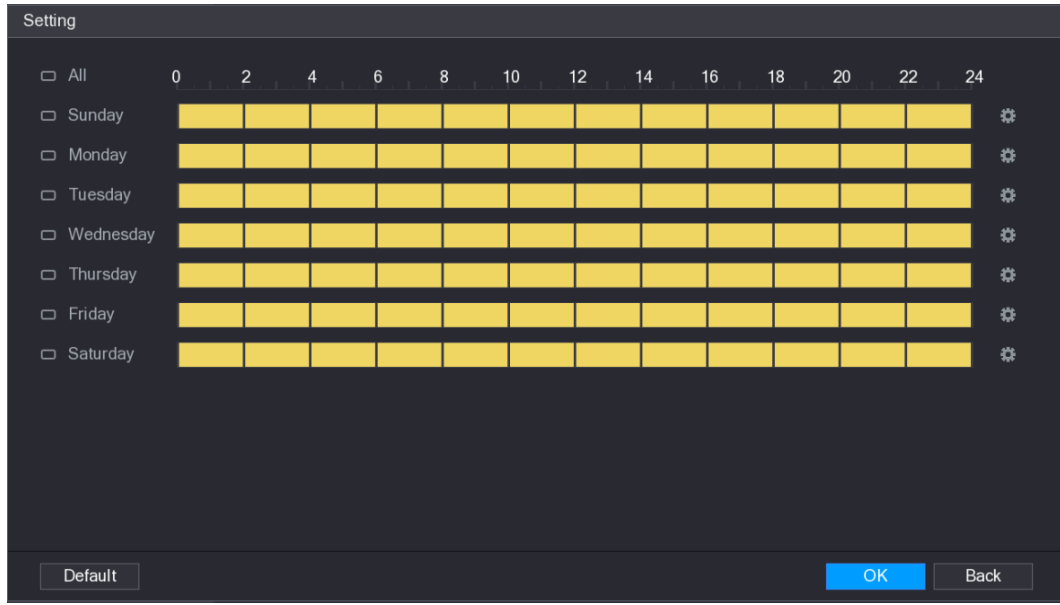 Setting
All 0 2 4 6 8 10 12 14 16 18 20 22 24
Sunday
Monday
Tuesday
Wednesday
Thursday
Friday
Saturday
Default OK Back